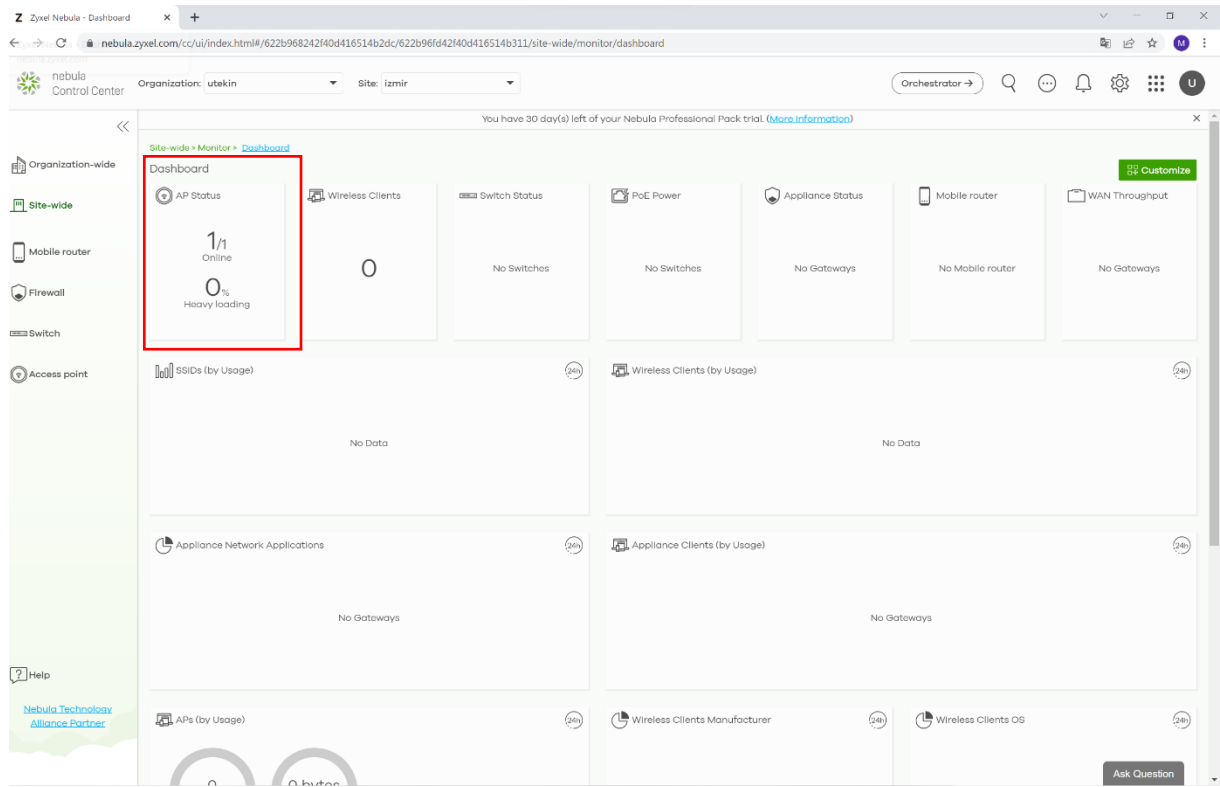 Z Zyxel Nebula - Dashboard
nebula.zyxel.com/cc/ui/index.html#/622b968242f40d416514b2dc/622b96fd42f40d416514b311/site-wide/monitor/dashboard
M
nebula
Control Center
Organization: utekin
Site: izmir
Orchestrator →
U
You have 30 day(s) left of your Nebula Professional Pack trial. (More Information)
Organization-wide
Site-wide
Mobile router
Firewall
Switch
Access point
Help
Nebula Technology
Alliance Partner
Site-wide > Monitor > Dashboard
Dashboard
Customize
AP Status
1/1
Online
0%
Heavy loading
Wireless Clients
0
Switch Status
No Switches
PoE Power
No Switches
Appliance Status
No Gateways
Mobile router
No Mobile router
WAN Throughput
No Gateways
SSIDs (by Usage)
24h
No Data
Wireless Clients (by Usage)
24h
No Data
Appliance Network Applications
24h
No Gateways
Appliance Clients (by Usage)
24h
No Gateways
APs (by Usage)
24h
0
0 bytes
Wireless Clients Manufacturer
24h
Wireless Clients OS
24h
Ask Question